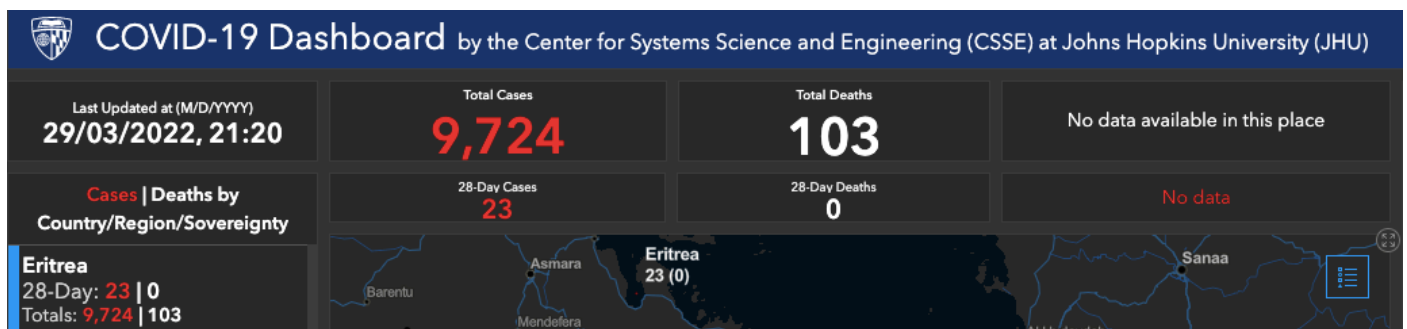 COVID-19 Dashboard by the Center for Systems Science and Engineering (CSSE) at Johns Hopkins University (JHU)
Last Updated at (M/D/YYYY)
29/03/2022, 21:20
Total Cases
9,724
Total Deaths
103
No data available in this place
28-Day Cases
23
28-Day Deaths
0
No data
Cases | Deaths by
Country/Region/Sovereignty
Eritrea
28-Day: 23 | 0
Totals: 9,724 | 103
Asmara
Eritrea
23 (0)
Sanaa
Barentu
Mendefera